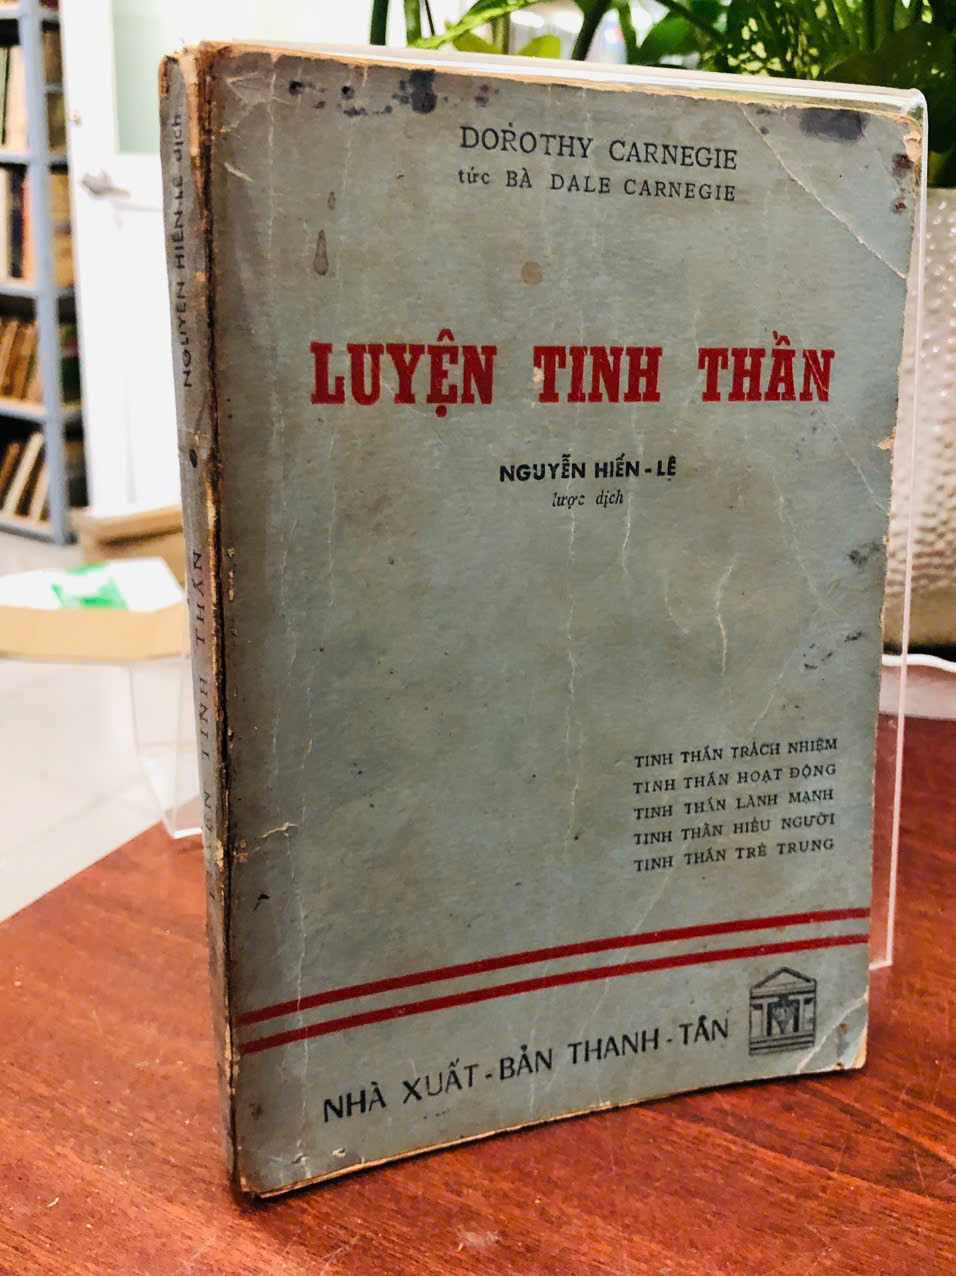 DOROTHY CARNEGIE
tức BÀ DALE CARNEGIE
LUYỆN TINH THẦN
NGUYỄN HIẾN-LÊ
lược dịch
TINH THẦN TRÁCH NHIỆM
TINH THẦN HOẠT ĐỘNG
TINH THẦN LÀNH MẠNH
TINH THẦN HIỂU NGƯỜI
TINH THẦN TRẺ TRUNG
NHÀ XUẤT-BẢN THANH-TÂN
NGUYỄN HIẾN LÊ dịch
TINH THẦN